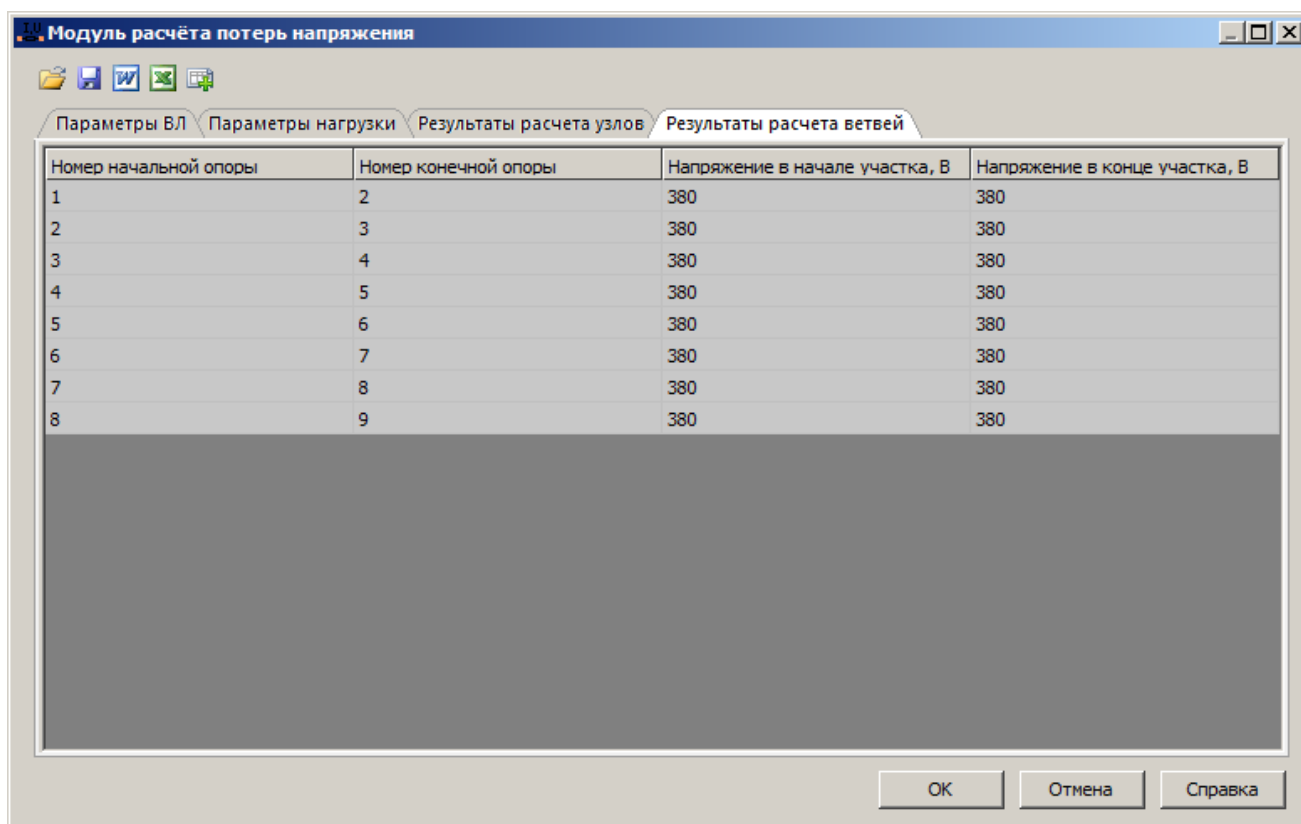 Модуль расчёта потерь напряжения
Параметры ВЛ Параметры нагрузки Результаты расчета узлов Результаты расчета ветвей
Номер начальной опоры Номер конечной опоры Напряжение в начале участка, В Напряжение в конце участка, В
1 2 380 380
2 3 380 380
3 4 380 380
4 5 380 380
5 6 380 380
6 7 380 380
7 8 380 380
8 9 380 380
OK Отмена Справка